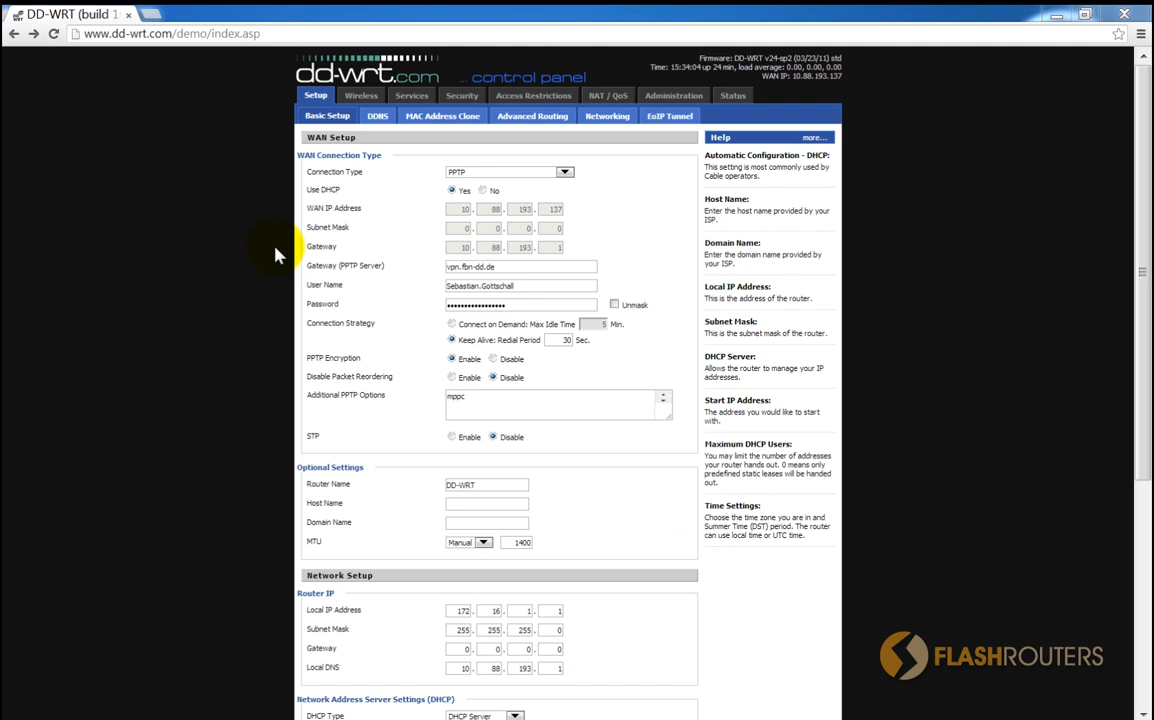 DD-WRT (build 1
www.dd-wrt.com/demo/index.asp
Firmware: DD-WRT v24-sp2 (03/23/11) std
Time: 15:34:04 up 24 min, load average: 0.00, 0.00, 0.00
WAN IP: 10.88.193.137
dd-wrt.com ... control panel
Setup Wireless Services Security Access Restrictions NAT / QoS Administration Status
Basic Setup DDNS MAC Address Clone Advanced Routing Networking EoIP Tunnel
WAN Setup
WAN Connection Type
Connection Type PPTP
Use DHCP Yes No
WAN IP Address 10. 88. 193. 137
Subnet Mask 0. 0. 0. 0
Gateway 10. 88. 193. 1
Gateway (PPTP Server) vpn.fbn-dd.de
User Name Sebastian.Gottschall
Password ••••••••••••••••• Unmask
Connection Strategy Connect on Demand: Max Idle Time 5 Min.
Keep Alive: Redial Period 30 Sec.
PPTP Encryption Enable Disable
Disable Packet Reordering Enable Disable
Additional PPTP Options mppc
STP Enable Disable
Optional Settings
Router Name DD-WRT
Host Name
Domain Name
MTU Manual 1400
Network Setup
Router IP
Local IP Address 172. 16. 1. 1
Subnet Mask 255. 255. 255. 0
Gateway 0. 0. 0. 0
Local DNS 10. 88. 193. 1
Network Address Server Settings (DHCP)
DHCP Type DHCP Server
Help more...
Automatic Configuration - DHCP:
This setting is most commonly used by
Cable operators.
Host Name:
Enter the host name provided by your
ISP.
Domain Name:
Enter the domain name provided by
your ISP.
Local IP Address:
This is the address of the router.
Subnet Mask:
This is the subnet mask of the router.
DHCP Server:
Allows the router to manage your IP
addresses.
Start IP Address:
The address you would like to start
with.
Maximum DHCP Users:
You may limit the number of addresses
your router hands out. 0 means only
predefined static leases will be handed
out.
Time Settings:
Choose the time zone you are in and
Summer Time (DST) period. The router
can use local time or UTC time.
FLASHROUTERS